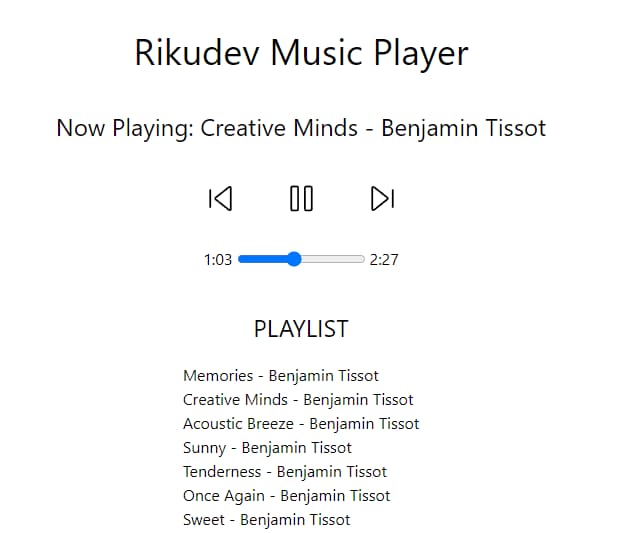 Rikudev Music Player
Now Playing: Creative Minds - Benjamin Tissot
1:03 2:27
PLAYLIST
Memories - Benjamin Tissot
Creative Minds - Benjamin Tissot
Acoustic Breeze - Benjamin Tissot
Sunny - Benjamin Tissot
Tenderness - Benjamin Tissot
Once Again - Benjamin Tissot
Sweet - Benjamin Tissot